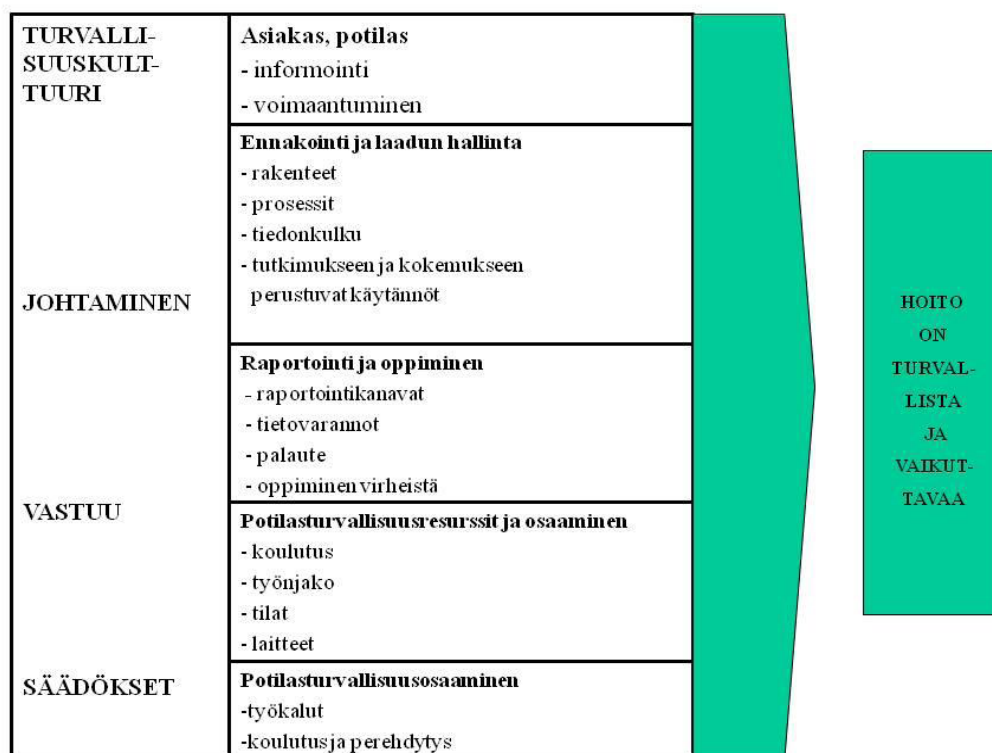 TURVALLI-
SUUSKULT-
TUURI
JOHTAMINEN
VASTUU
SÄÄDÖKSET
Asiakas, potilas
- informointi
- voimaantuminen
Ennakointi ja laadun hallinta
- rakenteet
- prosessit
- tiedonkulku
- tutkimukseen ja kokemukseen
perustuvat käytännöt
Raportointi ja oppiminen
- raportointikanavat
- tietovarannot
- palaute
- oppiminen virheistä
Potilasturvallisuusresurssit ja osaaminen
- koulutus
- työnjako
- tilat
- laitteet
Potilasturvallisuusosaaminen
-työkalut
-koulutus ja perehdytys
HOITO
ON
TURVAL-
LISTA
JA
VAIKUT-
TAVAA